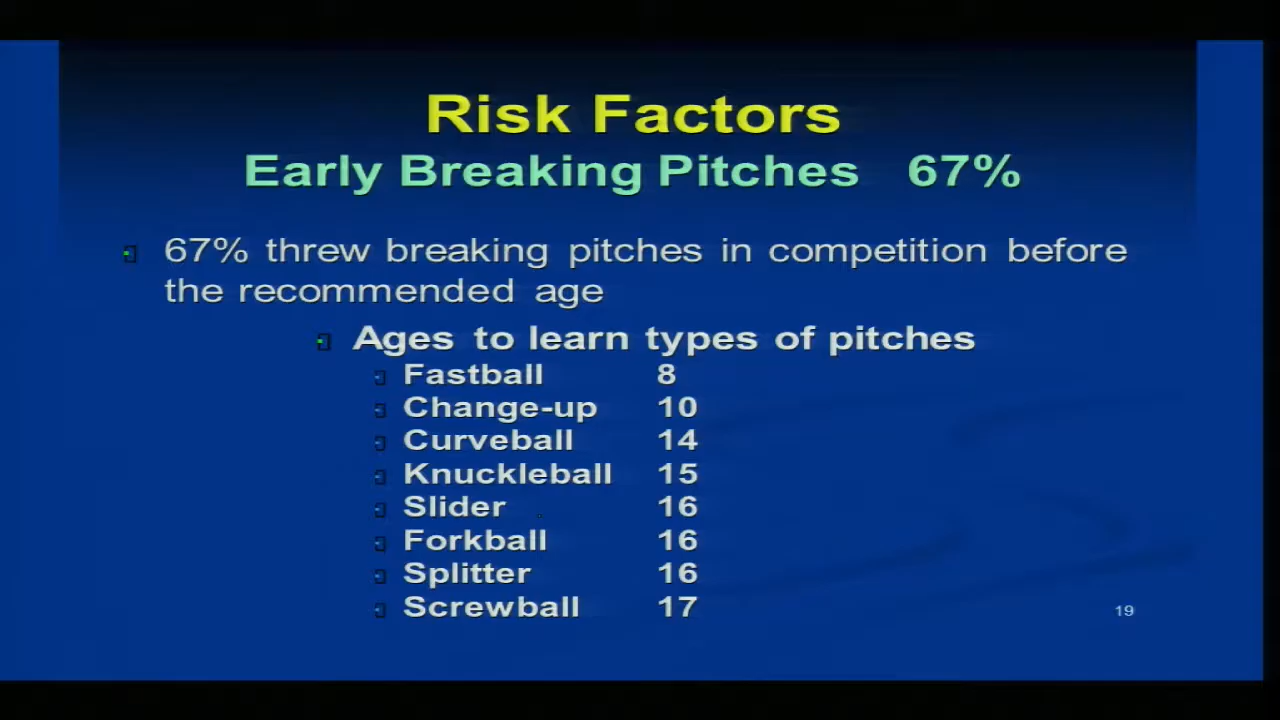 Risk Factors
Early Breaking Pitches 67%
67% threw breaking pitches in competition before
the recommended age
Ages to learn types of pitches
Fastball 8
Change-up 10
Curveball 14
Knuckleball 15
Slider 16
Forkball 16
Splitter 16
Screwball 17
19